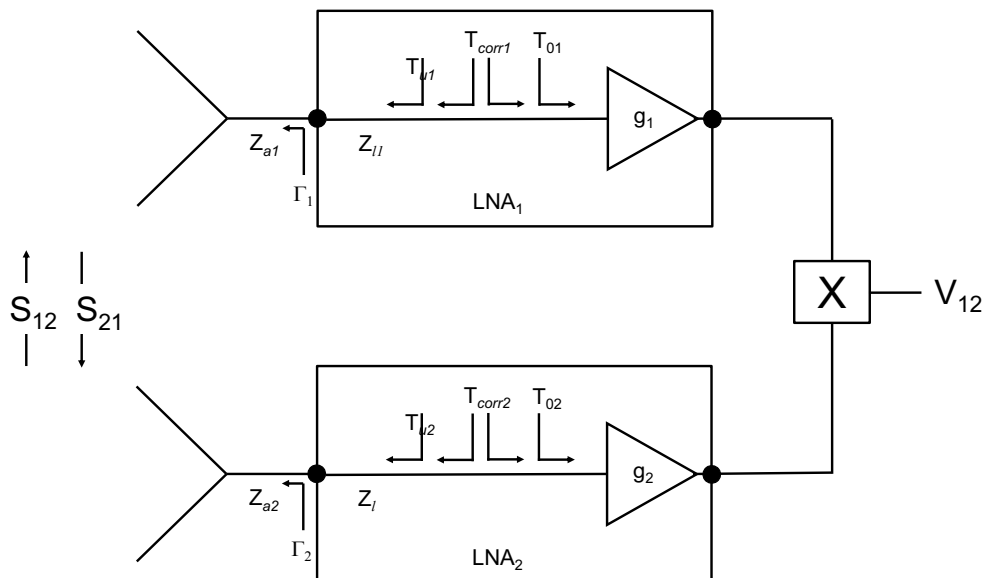 T_u1 T_corr1 T_01
g_1
Z_a1 Z_l1
Γ_1
LNA_1
S_12 S_21
X V_12
T_u2 T_corr2 T_02
g_2
Z_a2 Z_l
Γ_2
LNA_2